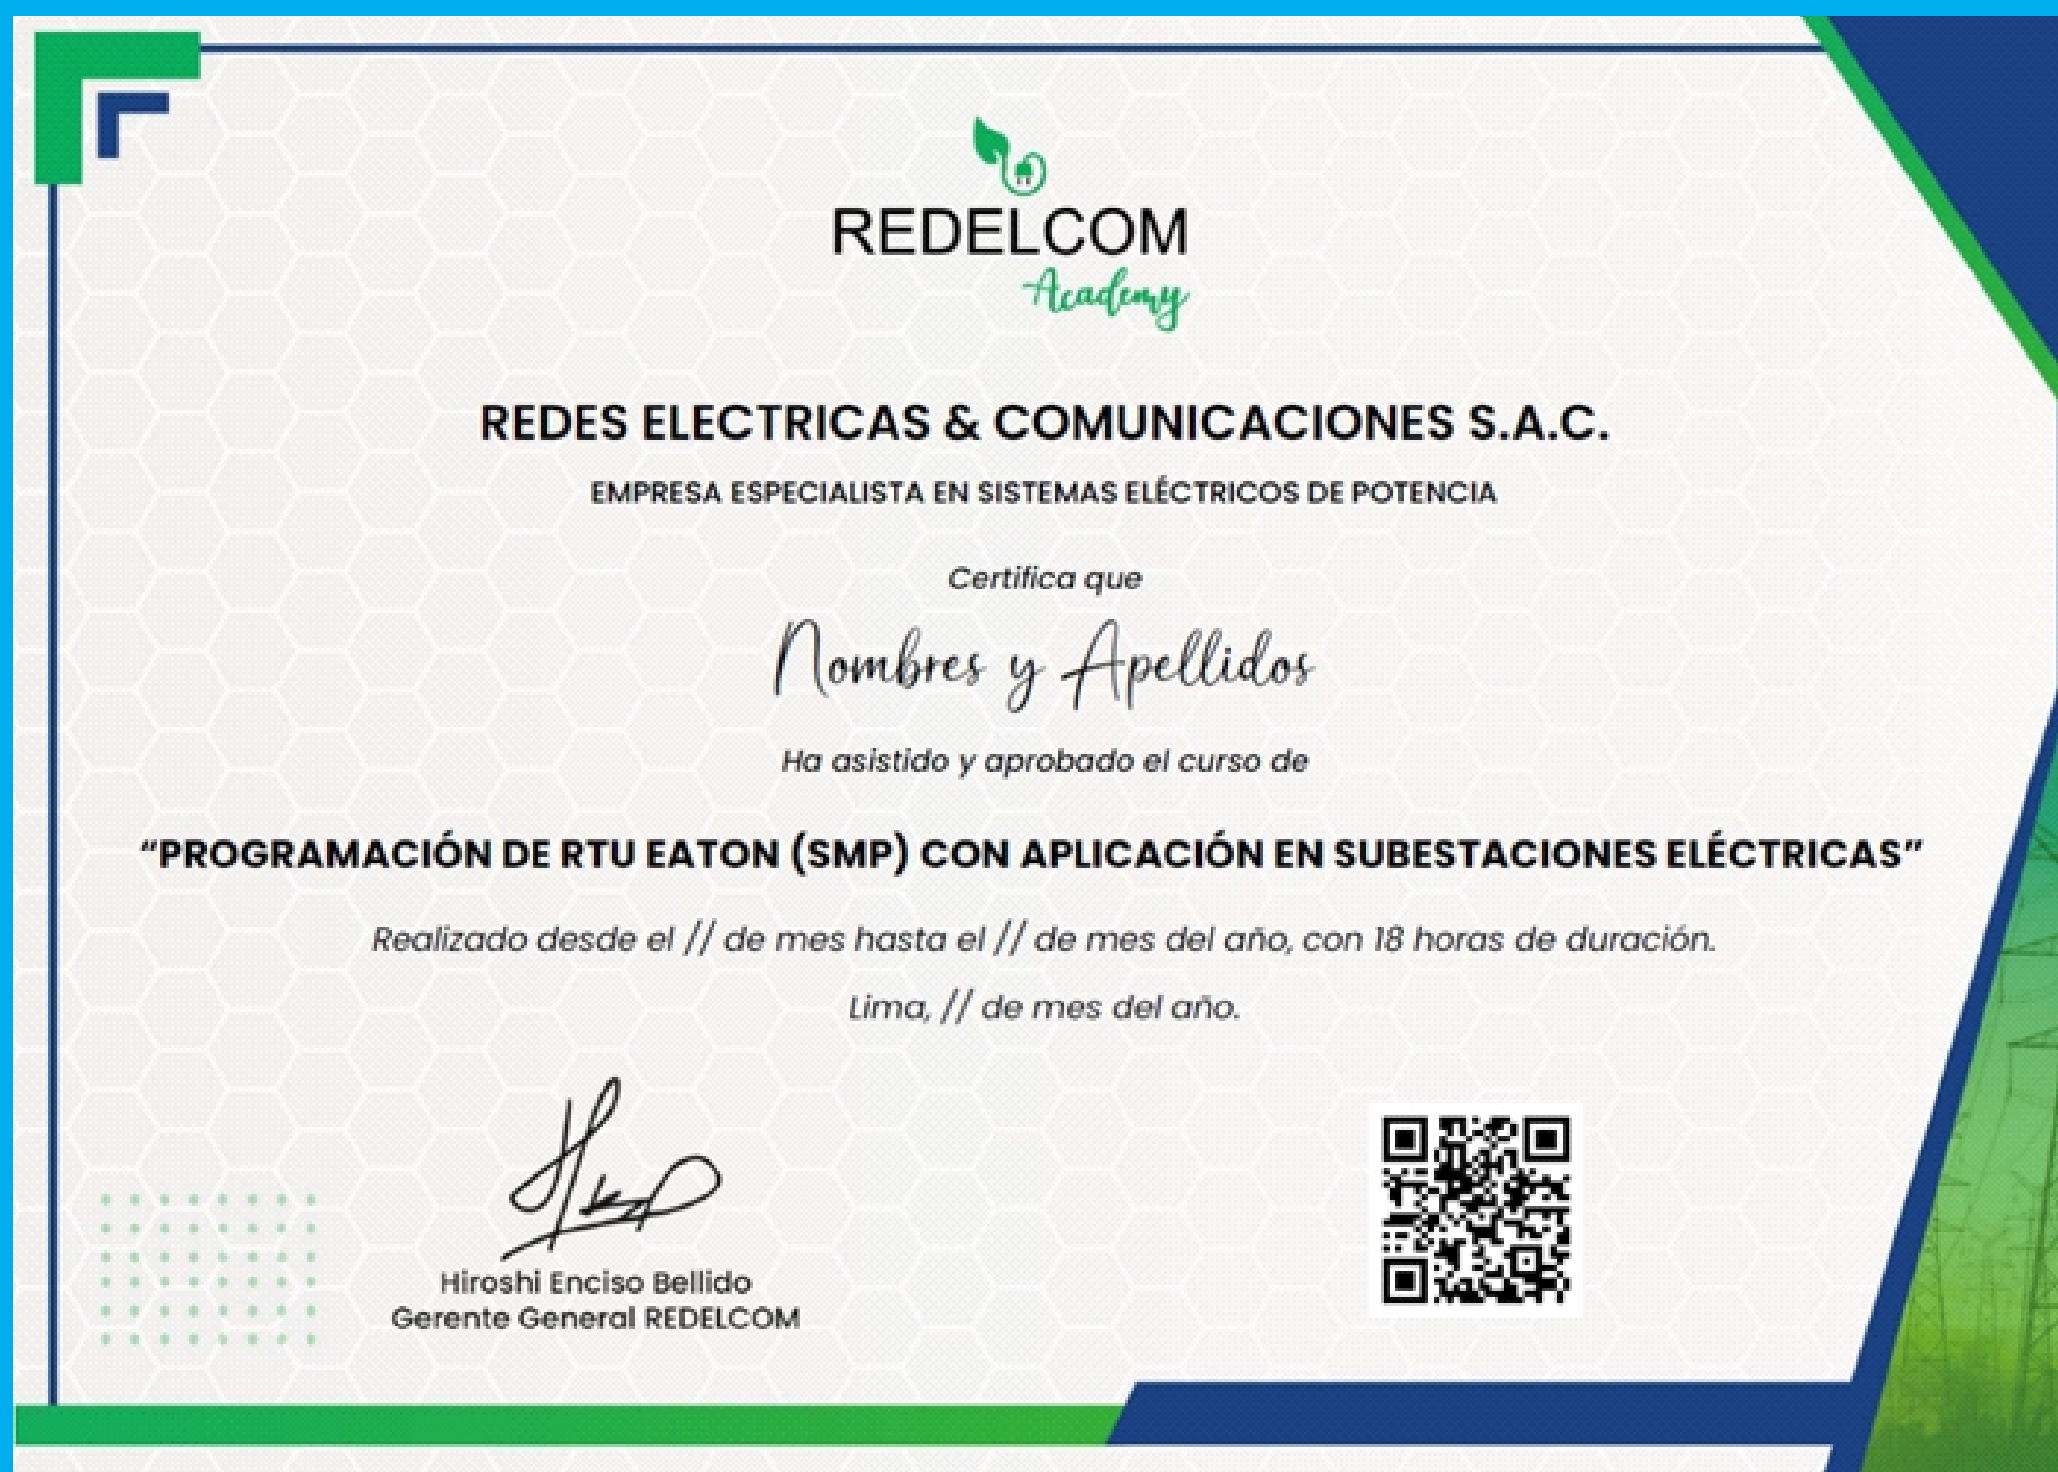 REDELCOM
Academy
REDES ELECTRICAS & COMUNICACIONES S.A.C.
EMPRESA ESPECIALISTA EN SISTEMAS ELÉCTRICOS DE POTENCIA
Certifica que
Nombres y Apellidos
Ha asistido y aprobado el curso de
“PROGRAMACIÓN DE RTU EATON (SMP) CON APLICACIÓN EN SUBESTACIONES ELÉCTRICAS”
Realizado desde el // de mes hasta el // de mes del año, con 18 horas de duración.
Lima, // de mes del año.
Hiroshi Enciso Bellido
Gerente General REDELCOM